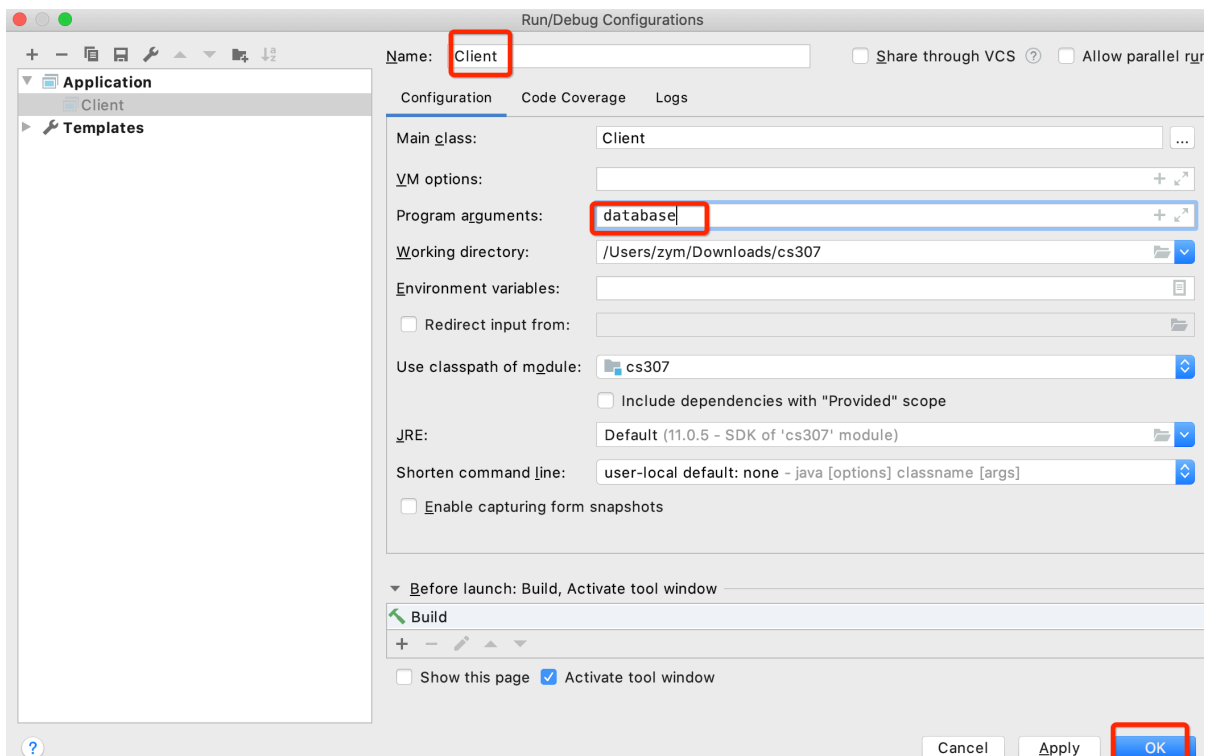 Run/Debug Configurations
Name: Client Share through VCS ? Allow parallel rur
Application
Client
Templates
Configuration Code Coverage Logs
Main class: Client ...
VM options:
Program arguments: database
Working directory: /Users/zym/Downloads/cs307
Environment variables:
Redirect input from:
Use classpath of module: cs307
Include dependencies with "Provided" scope
JRE: Default (11.0.5 - SDK of 'cs307' module)
Shorten command line: user-local default: none - java [options] classname [args]
Enable capturing form snapshots
Before launch: Build, Activate tool window
Build
Show this page Activate tool window
? Cancel Apply OK